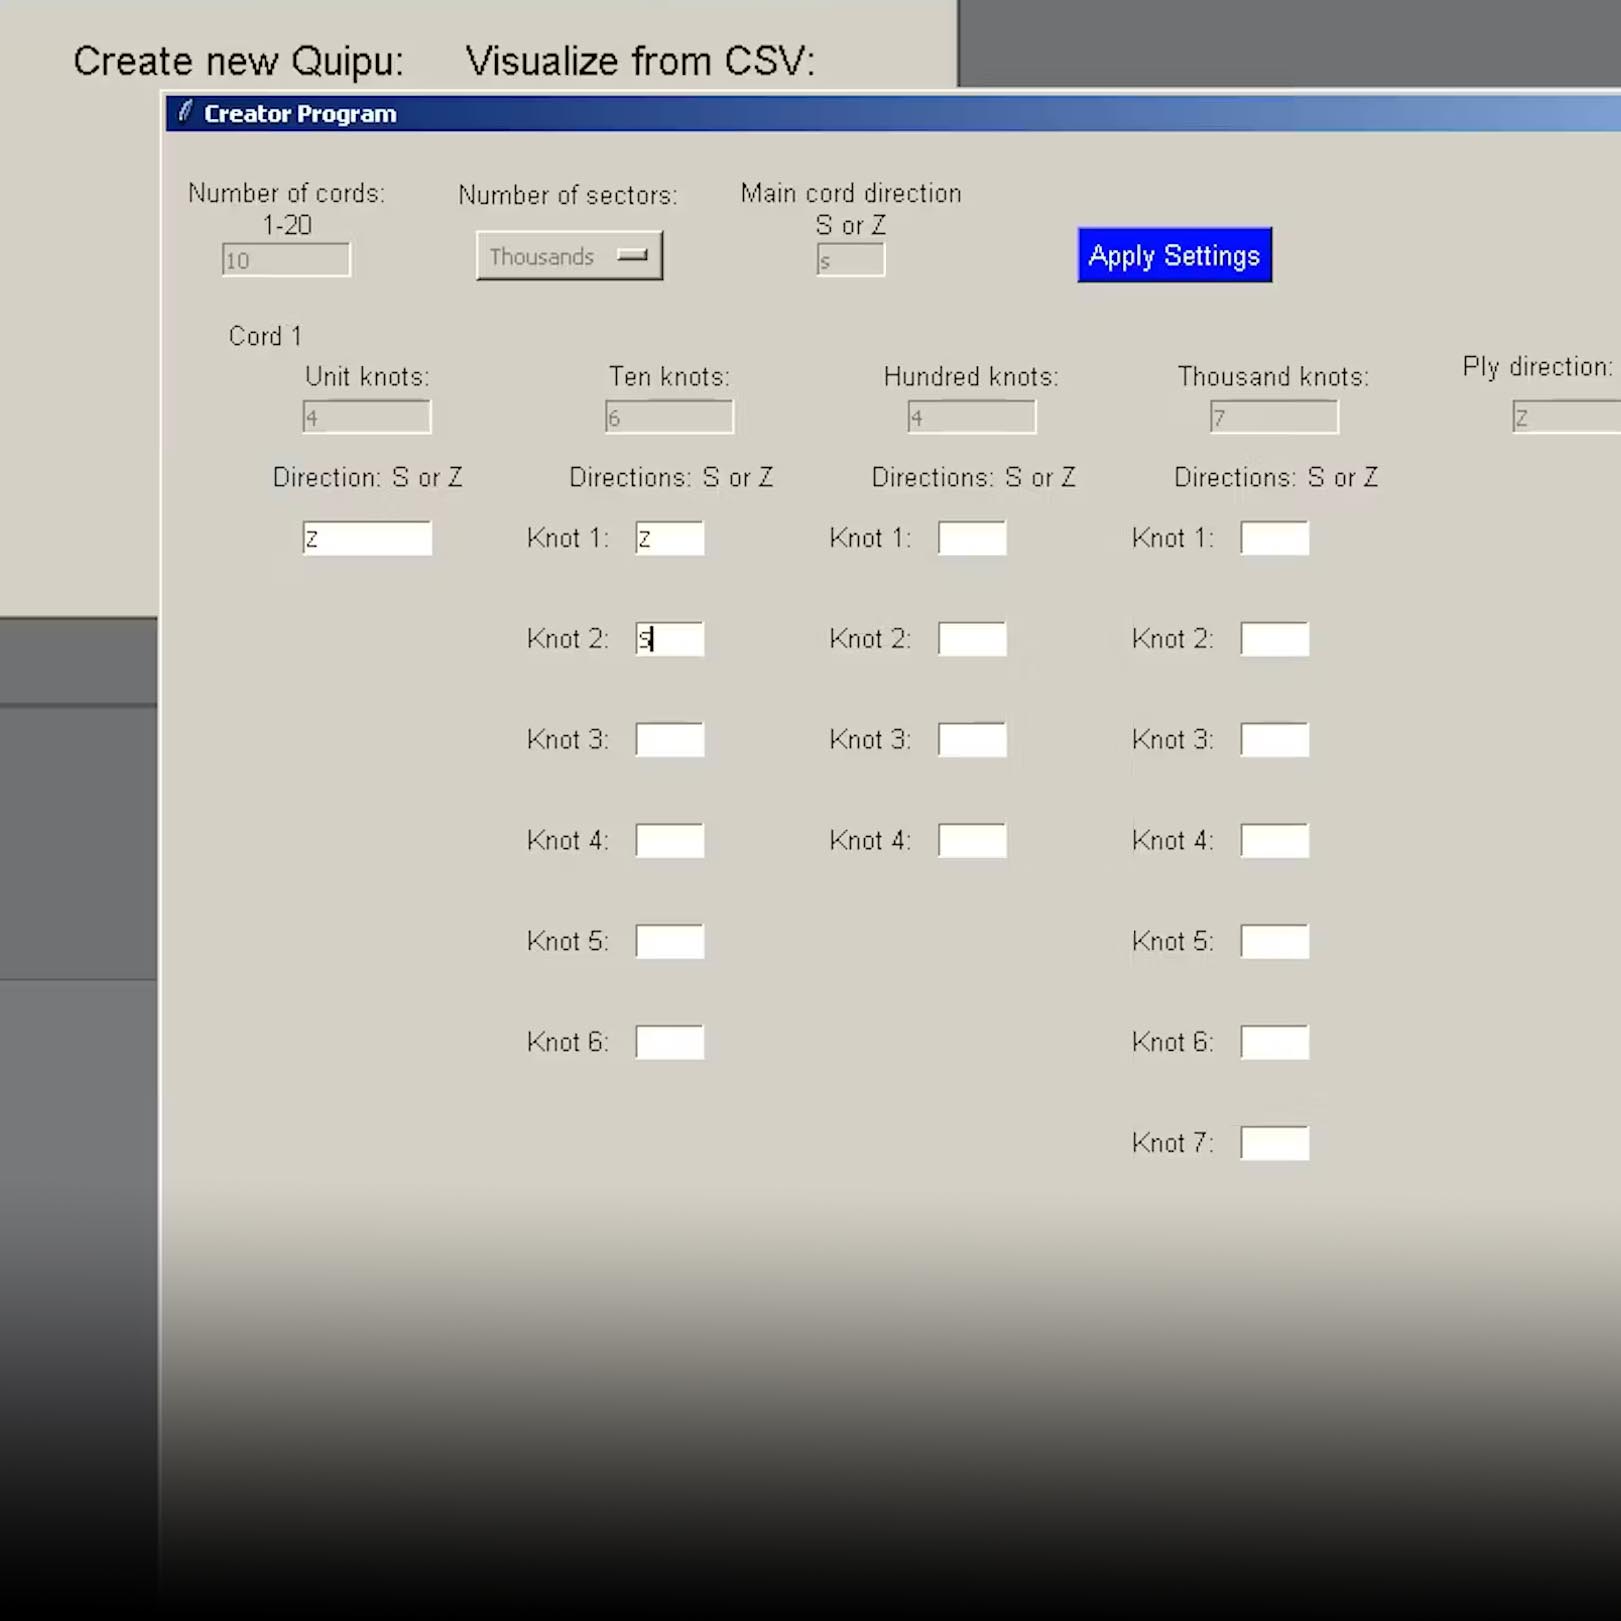 Create new Quipu: Visualize from CSV:
Creator Program
Number of cords: Number of sectors: Main cord direction
1-20 S or Z
10 Thousands s Apply Settings
Cord 1
Unit knots: Ten knots: Hundred knots: Thousand knots: Ply direction:
4 6 4 7 Z
Direction: S or Z Directions: S or Z Directions: S or Z Directions: S or Z
Z Knot 1: Z Knot 1: Knot 1:
Knot 2: S Knot 2: Knot 2:
Knot 3: Knot 3: Knot 3:
Knot 4: Knot 4: Knot 4:
Knot 5: Knot 5:
Knot 6: Knot 6:
Knot 7: